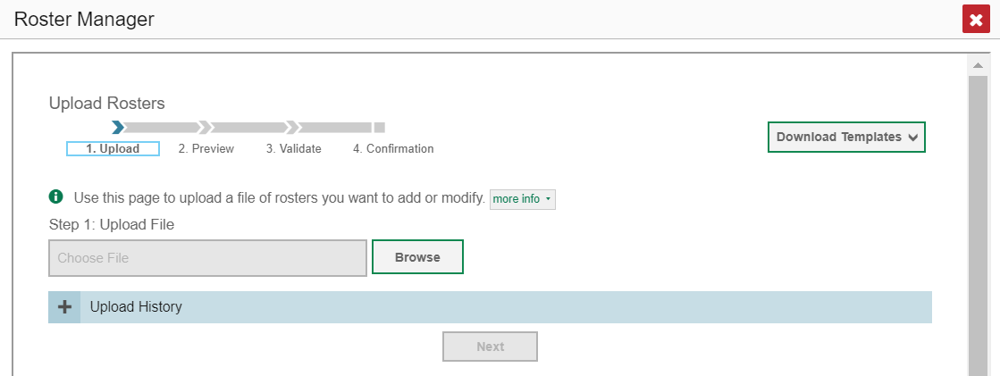 Roster Manager
Upload Rosters
1. Upload 2. Preview 3. Validate 4. Confirmation
Download Templates
Use this page to upload a file of rosters you want to add or modify. more info
Step 1: Upload File
Choose File Browse
Upload History
Next